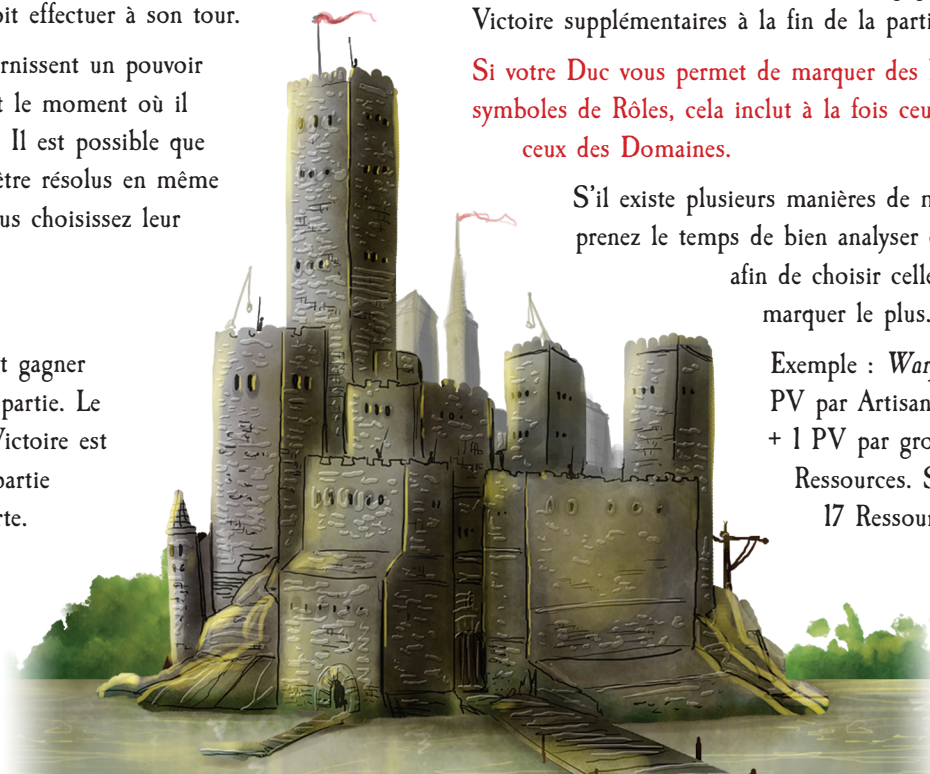 oit effectuer à son tour.
rnissent un pouvoir
t le moment où il
Il est possible que
être résolus en même
us choisissez leur
t gagner
partie. Le
Victoire est
partie
rte.
Victoire supplémentaires à la fin de la parti
Si votre Duc vous permet de marquer des
symboles de Rôles, cela inclut à la fois ceu
ceux des Domaines.
S'il existe plusieurs manières de
prenez le temps de bien analyser
afin de choisir celle
marquer le plus.
Exemple : War
PV par Artisan
+ 1 PV par gro
Ressources. S
17 Ressour